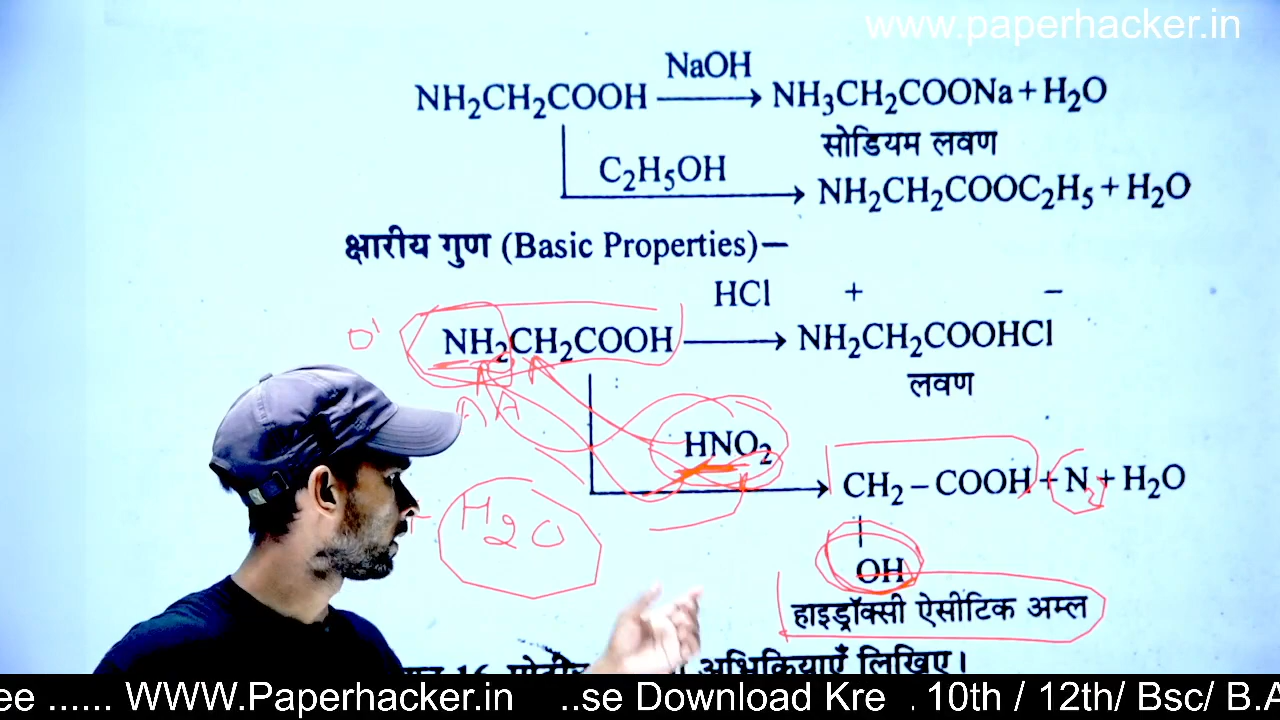 www.paperhacker.in
NaOH
NH₂CH₂COOH → NH₃CH₂COONa + H₂O
सोडियम लवण
C₂H₅OH
NH₂CH₂COOC₂H₅ + H₂O
क्षारीय गुण (Basic Properties)—
HCl + −
O'
NH₂CH₂COOH → NH₂CH₂COOHCl
लवण
HNO₂
CH₂ – COOH + N₂ + H₂O
H₂O
OH
हाइड्रॉक्सी ऐसीटिक अम्ल
16. अभिक्रियाएँ लिखिए।
ee ...... WWW.Paperhacker.in ..se Download Kre . 10th / 12th/ Bsc/ B.A